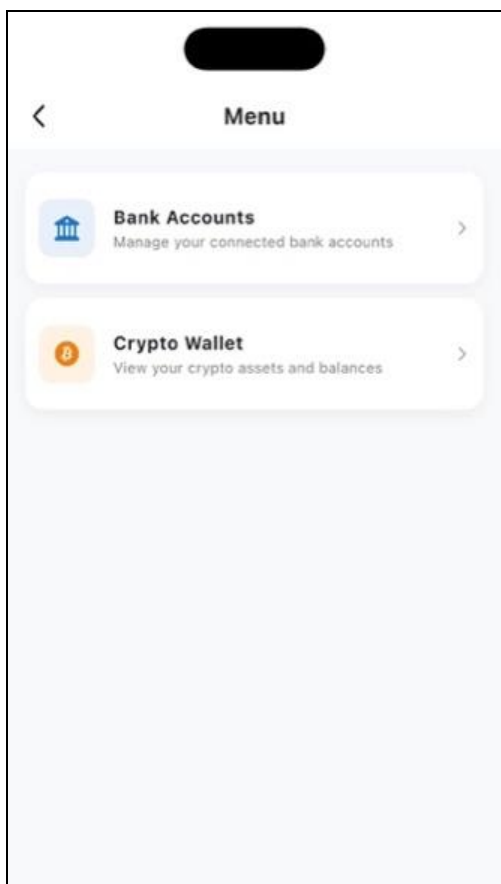 Menu
Bank Accounts
Manage your connected bank accounts
Crypto Wallet
View your crypto assets and balances